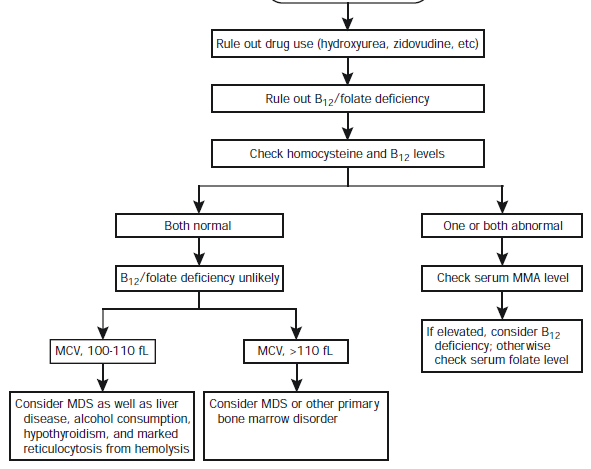 Rule out drug use (hydroxyurea, zidovudine, etc)
Rule out B12/folate deficiency
Check homocysteine and B12 levels
Both normal
One or both abnormal
B12/folate deficiency unlikely
Check serum MMA level
If elevated, consider B12
deficiency; otherwise
check serum folate level
MCV, 100-110 fL
MCV, >110 fL
Consider MDS as well as liver
disease, alcohol consumption,
hypothyroidism, and marked
reticulocytosis from hemolysis
Consider MDS or other primary
bone marrow disorder